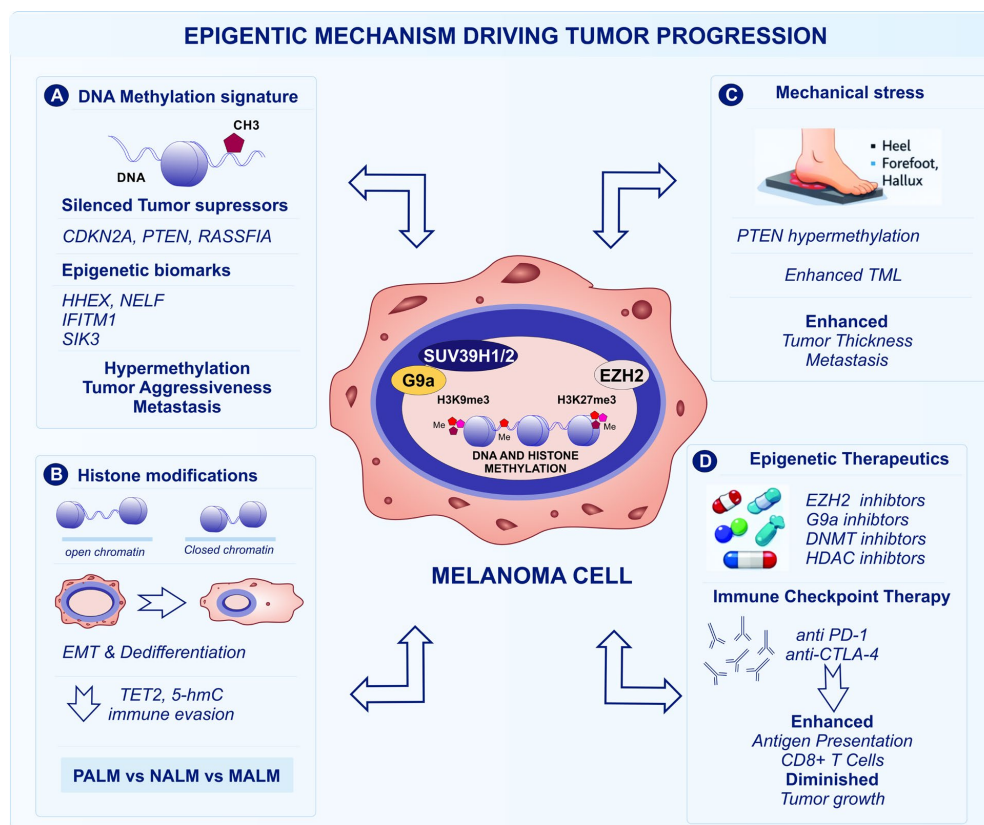 EPIGENTIC MECHANISM DRIVING TUMOR PROGRESSION
A DNA Methylation signature
CH3
DNA
Silenced Tumor supressors
CDKN2A, PTEN, RASSFIA
Epigenetic biomarks
HHEX, NELF
IFITM1
SIK3
Hypermethylation
Tumor Aggressiveness
Metastasis
B Histone modifications
open chromatin
Closed chromatin
EMT & Dedifferentiation
TET2, 5-hmC
immune evasion
PALM vs NALM vs MALM
SUV39H1/2
G9a
EZH2
H3K9me3
H3K27me3
Me
Me
Me
DNA AND HISTONE
METHYLATION
MELANOMA CELL
C Mechanical stress
Heel
Forefoot,
Hallux
PTEN hypermethylation
Enhanced TML
Enhanced
Tumor Thickness
Metastasis
D Epigenetic Therapeutics
EZH2 inhibtors
G9a inhibtors
DNMT inhibtors
HDAC inhibtors
Immune Checkpoint Therapy
anti PD-1
anti-CTLA-4
Enhanced
Antigen Presentation
CD8+ T Cells
Diminished
Tumor growth